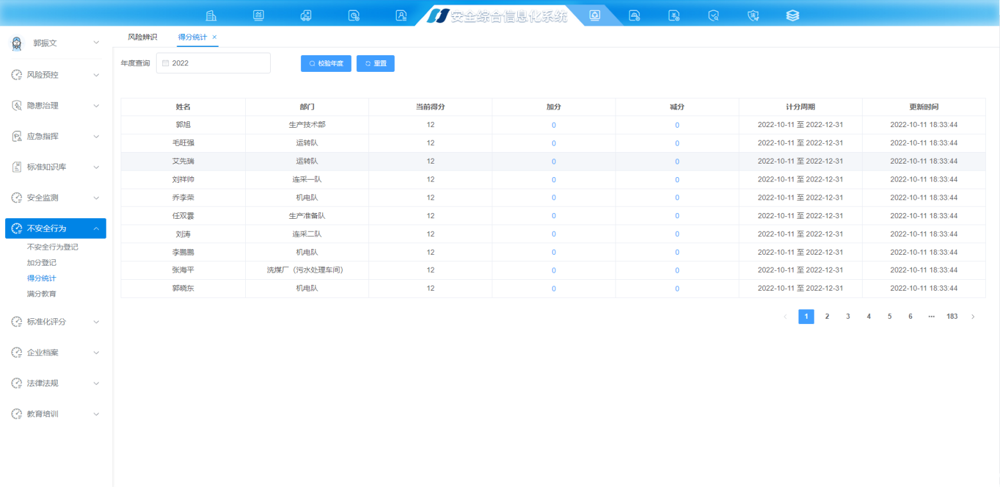 安全综合信息化系统
郭振文
风险预控
隐患治理
应急指挥
标准知识库
安全监测
不安全行为
不安全行为登记
加分登记
得分统计
满分教育
标准化评分
企业档案
法律法规
教育培训
风险辨识 得分统计 ×
年度查询 2022 校验年度 重置
姓名 部门 当前得分 加分 减分 计分周期 更新时间
郭旭 生产技术部 12 0 0 2022-10-11 至 2022-12-31 2022-10-11 18:33:44
毛旺强 运转队 12 0 0 2022-10-11 至 2022-12-31 2022-10-11 18:33:44
艾先瑞 运转队 12 0 0 2022-10-11 至 2022-12-31 2022-10-11 18:33:44
刘祥帅 连采一队 12 0 0 2022-10-11 至 2022-12-31 2022-10-11 18:33:44
乔李荣 机电队 12 0 0 2022-10-11 至 2022-12-31 2022-10-11 18:33:44
任双雲 生产准备队 12 0 0 2022-10-11 至 2022-12-31 2022-10-11 18:33:44
刘涛 连采二队 12 0 0 2022-10-11 至 2022-12-31 2022-10-11 18:33:44
李鹏鹏 机电队 12 0 0 2022-10-11 至 2022-12-31 2022-10-11 18:33:44
张海平 洗煤厂（污水处理车间） 12 0 0 2022-10-11 至 2022-12-31 2022-10-11 18:33:44
郭晓东 机电队 12 0 0 2022-10-11 至 2022-12-31 2022-10-11 18:33:44
1 2 3 4 5 6 ··· 183